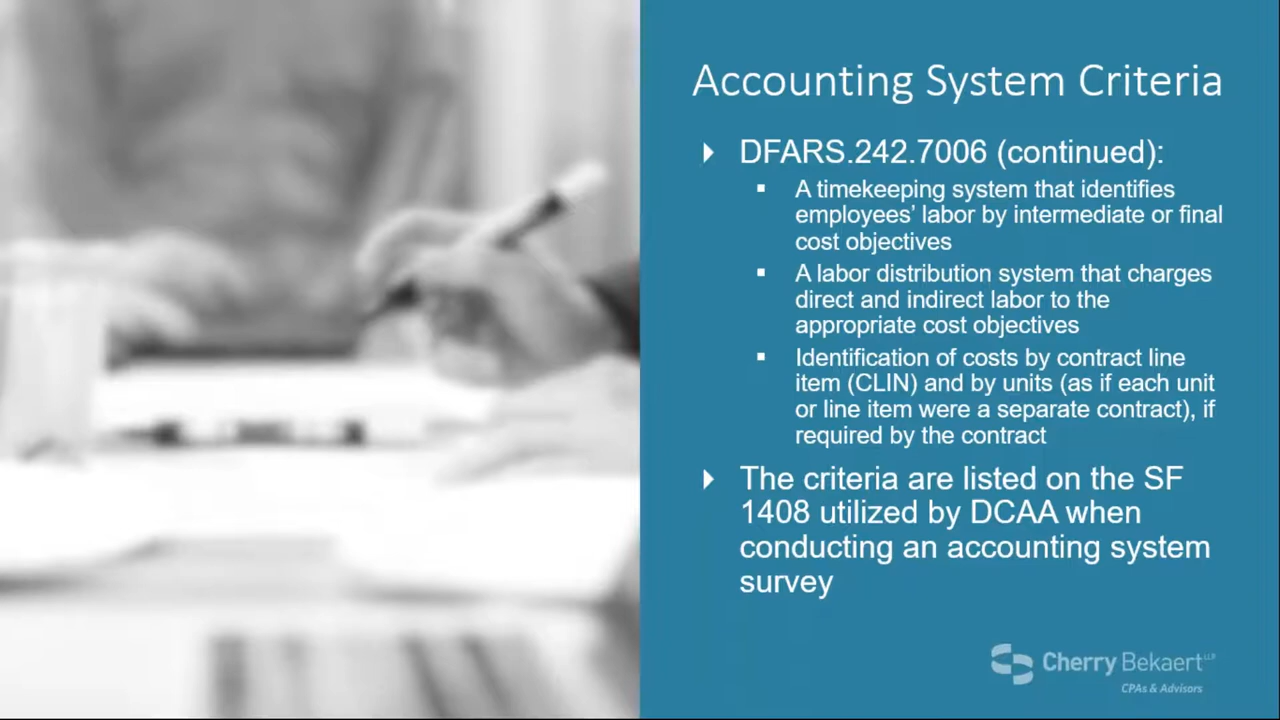 Accounting System Criteria
DFARS.242.7006 (continued):
A timekeeping system that identifies
employees’ labor by intermediate or final
cost objectives
A labor distribution system that charges
direct and indirect labor to the
appropriate cost objectives
Identification of costs by contract line
item (CLIN) and by units (as if each unit
or line item were a separate contract), if
required by the contract
The criteria are listed on the SF
1408 utilized by DCAA when
conducting an accounting system
survey
Cherry Bekaert LLP
CPAs & Advisors